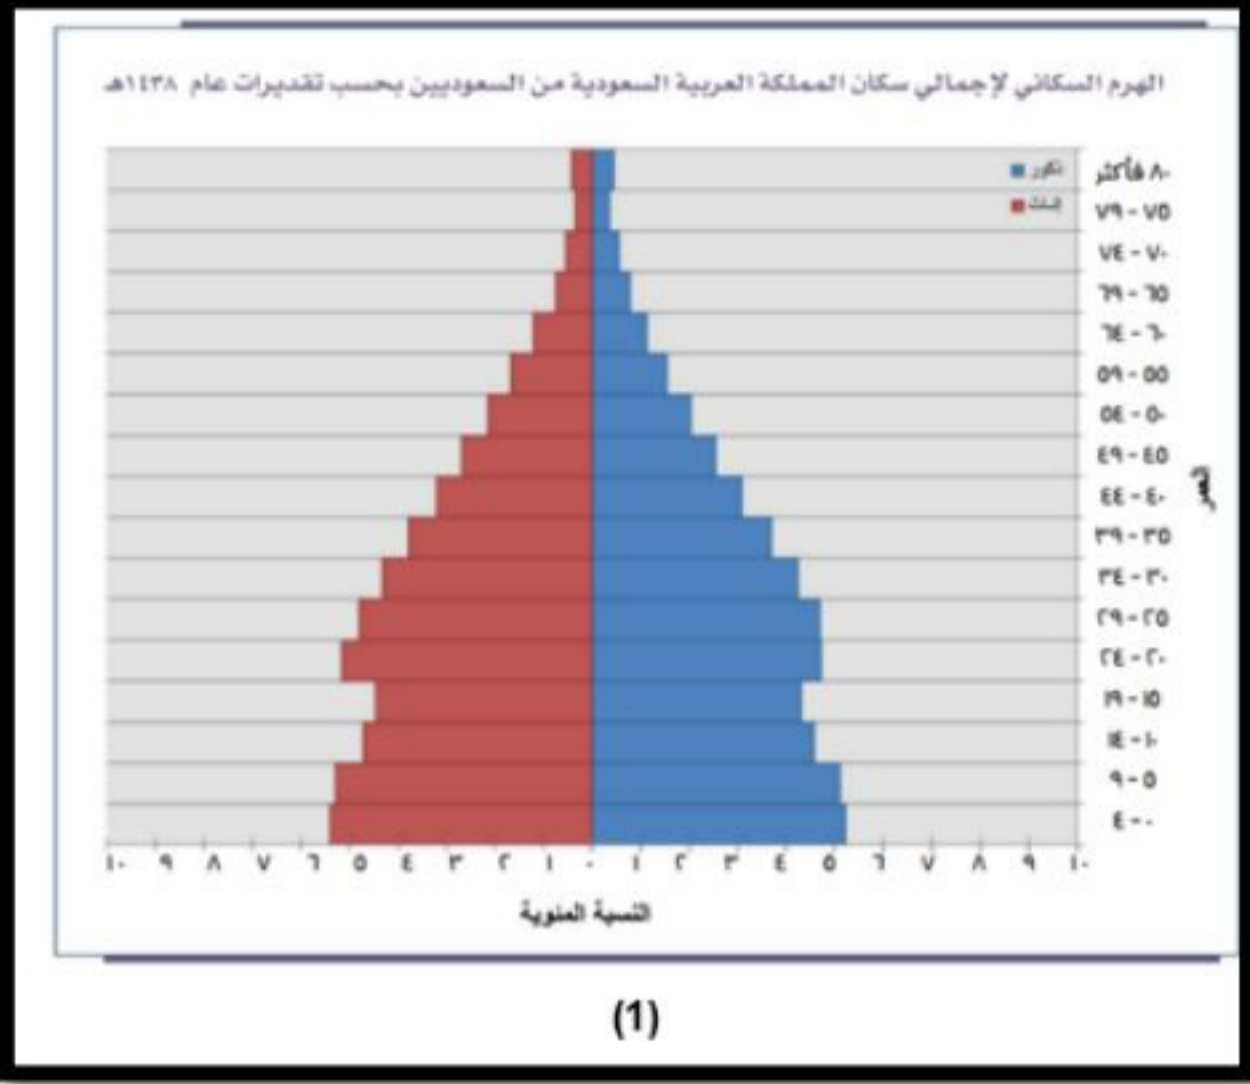 الهرم السكاني لإجمالي سكان المملكة العربية السعودية من السعوديين بحسب تقديرات عام ١٤٣٨هـ
ذكور
إناث
٨٠ فأكثر
٧٥ - ٧٩
٧٠ - ٧٤
٦٥ - ٦٩
٦٠ - ٦٤
٥٥ - ٥٩
٥٠ - ٥٤
٤٥ - ٤٩
٤٠ - ٤٤
٣٥ - ٣٩
٣٠ - ٣٤
٢٥ - ٢٩
٢٠ - ٢٤
١٥ - ١٩
١٠ - ١٤
٥ - ٩
٠ - ٤
العمر
١٠ ٩ ٨ ٧ ٦ ٥ ٤ ٣ ٢ ١ ٠ ١ ٢ ٣ ٤ ٥ ٦ ٧ ٨ ٩ ١٠
النسبة المئوية
(1)